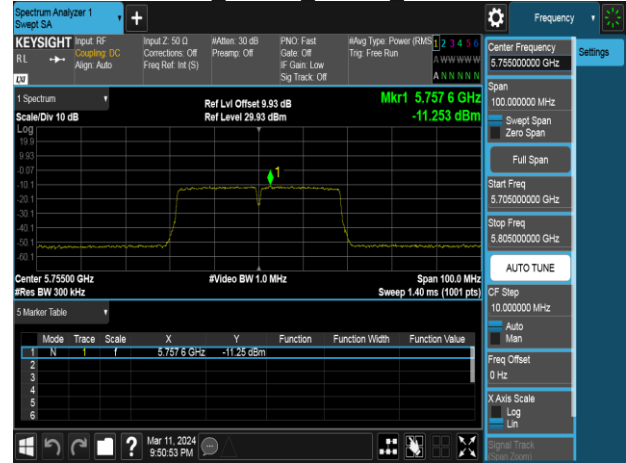 Spectrum Analyzer 1
Swept SA
+
Frequency
KEYSIGHT
Input: RF
Coupling: DC
Align: Auto
Input Z: 50 Ω
Corrections: Off
Freq Ref: Int (S)
#Atten: 30 dB
Preamp: Off
PNO: Fast
Gate: Off
IF Gain: Low
Sig Track: Off
#Avg Type: Power (RMS
Trig: Free Run
1 2 3 4 5 6
A W W W W W
A N N N N N
RL
LXI
Center Frequency
5.755000000 GHz
Settings
Span
100.000000 MHz
Swept Span
Zero Span
Full Span
Start Freq
5.705000000 GHz
Stop Freq
5.805000000 GHz
AUTO TUNE
CF Step
10.000000 MHz
Auto
Man
Freq Offset
0 Hz
X Axis Scale
Log
Lin
Signal Track
(Span Zoom)
1 Spectrum
Scale/Div 10 dB
Ref Lvl Offset 9.93 dB
Ref Level 29.93 dBm
Mkr1 5.757 6 GHz
-11.253 dBm
Log
19.9
9.93
-0.07
-10.1
-20.1
-30.1
-40.1
-50.1
-60.1
1
Center 5.75500 GHz
#Res BW 300 kHz
#Video BW 1.0 MHz
Span 100.0 MHz
Sweep 1.40 ms (1001 pts)
5 Marker Table
Mode Trace Scale X Y Function Function Width Function Value
1 N 1 f 5.757 6 GHz -11.25 dBm
2
3
4
5
6
?
Mar 11, 2024
9:50:53 PM